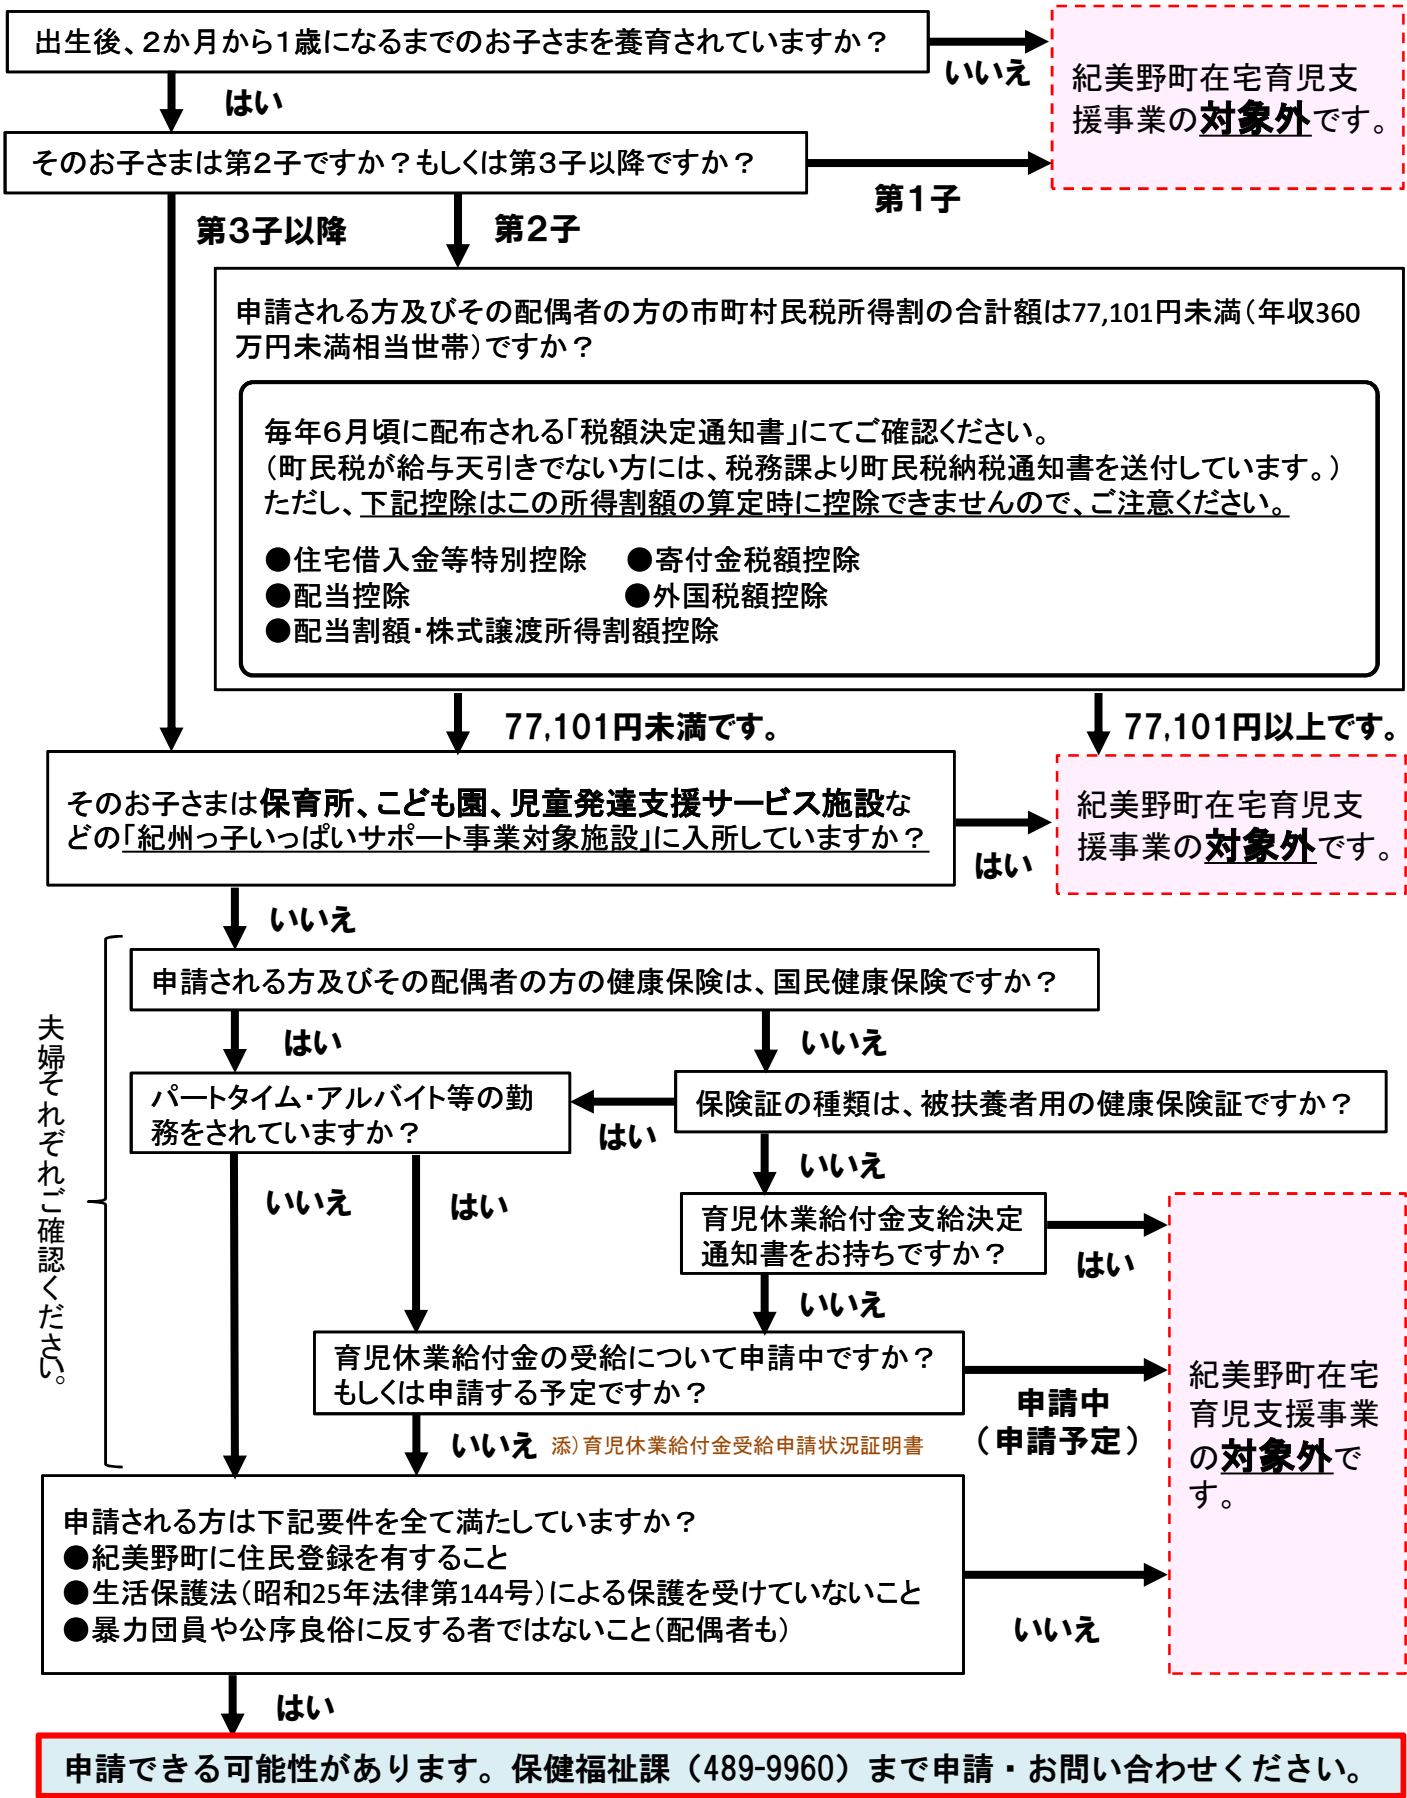 出生後、2か月から1歳になるまでのお子さまを養育されていますか？
いいえ
紀美野町在宅育児支
援事業の対象外です。
はい
そのお子さまは第2子ですか？もしくは第3子以降ですか？
第1子
第3子以降
第2子
申請される方及びその配偶者の方の市町村民税所得割の合計額は77,101円未満（年収360
万円未満相当世帯）ですか？
毎年6月頃に配布される「税額決定通知書」にてご確認ください。
（町民税が給与天引きでない方には、税務課より町民税納税通知書を送付しています。）
ただし、下記控除はこの所得割額の算定時に控除できませんので、ご注意ください。
●住宅借入金等特別控除　●寄付金税額控除
●配当控除　●外国税額控除
●配当割額・株式譲渡所得割額控除
77,101円未満です。
77,101円以上です。
そのお子さまは保育所、こども園、児童発達支援サービス施設な
どの「紀州っ子いっぱいサポート事業対象施設」に入所していますか？
はい
紀美野町在宅育児支
援事業の対象外です。
いいえ
夫婦それぞれご確認ください。
申請される方及びその配偶者の方の健康保険は、国民健康保険ですか？
はい
いいえ
パートタイム・アルバイト等の勤
務をされていますか？
はい
保険証の種類は、被扶養者用の健康保険証ですか？
いいえ
いいえ
はい
育児休業給付金支給決定
通知書をお持ちですか？
はい
いいえ
育児休業給付金の受給について申請中ですか？
もしくは申請する予定ですか？
申請中
（申請予定）
紀美野町在宅
育児支援事業
の対象外で
す。
いいえ　添）育児休業給付金受給申請状況証明書
申請される方は下記要件を全て満たしていますか？
●紀美野町に住民登録を有すること
●生活保護法（昭和25年法律第144号）による保護を受けていないこと
●暴力団員や公序良俗に反する者ではないこと（配偶者も）
いいえ
はい
申請できる可能性があります。保健福祉課（489-9960）まで申請・お問い合わせください。